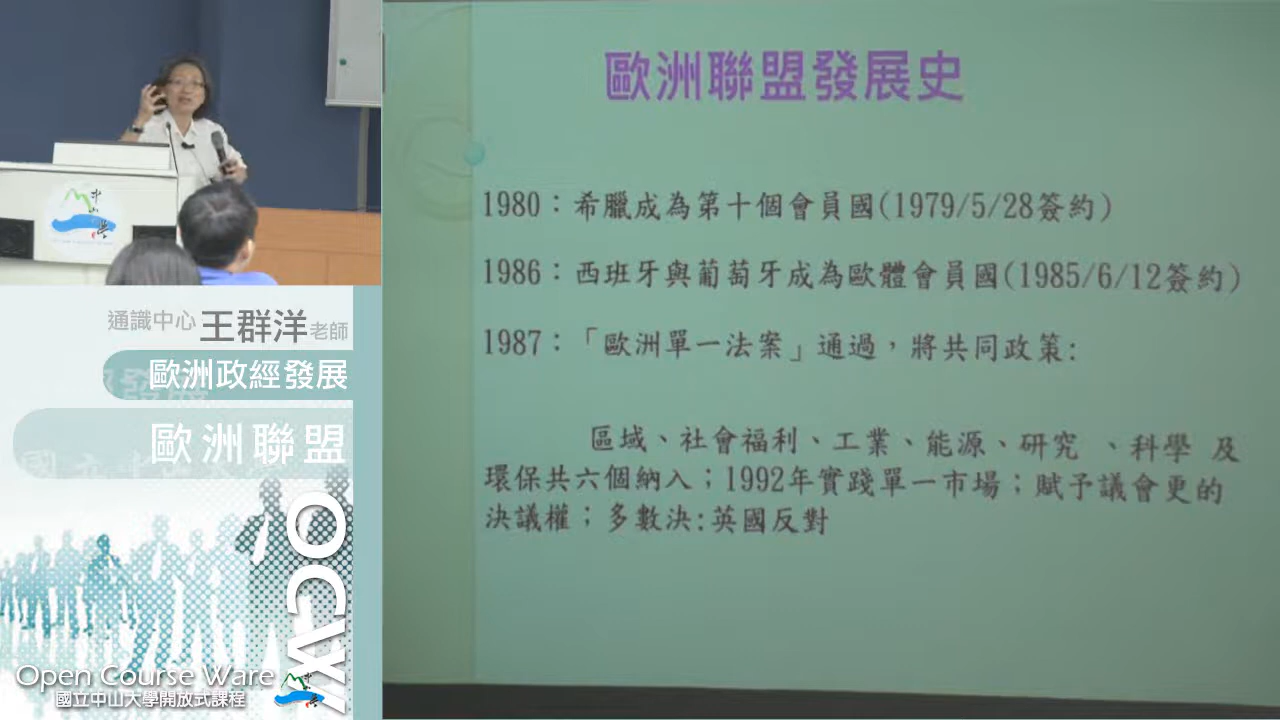 歐洲聯盟發展史
1980：希臘成為第十個會員國(1979/5/28簽約)
1986：西班牙與葡萄牙成為歐體會員國(1985/6/12簽約)
1987：「歐洲單一法案」通過，將共同政策:
區域、社會福利、工業、能源、研究 、科學 及
環保共六個納入；1992年實踐單一市場；賦予議會更的
決議權；多數決:英國反對
中山大學
通識中心 王群洋 老師
歐洲政經發展
歐洲聯盟
OCW
Open Course Ware
國立中山大學開放式課程